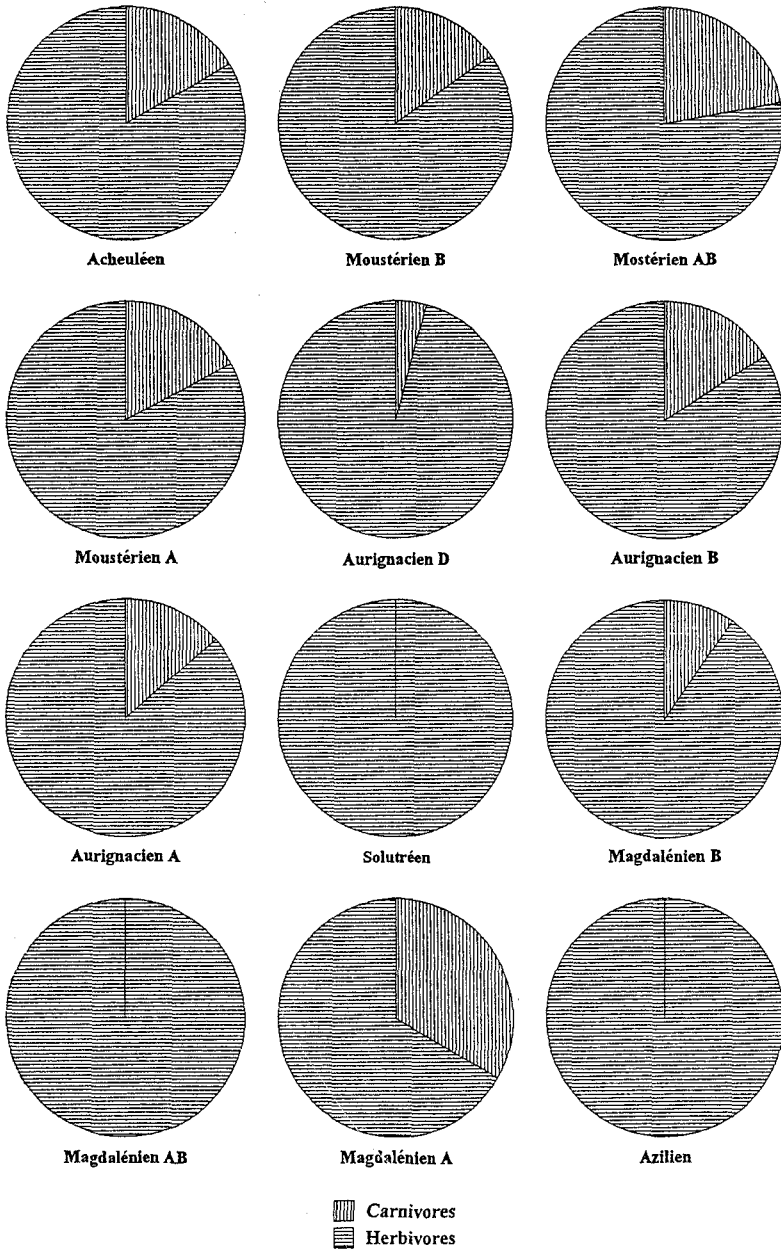 Acheuléen
Moustérien B
Mostérien AB
Moustérien A
Aurignacien D
Aurignacien B
Aurignacien A
Solutréen
Magdalénien B
Magdalénien AB
Magdalénien A
Azilien
Carnivores
Herbivores